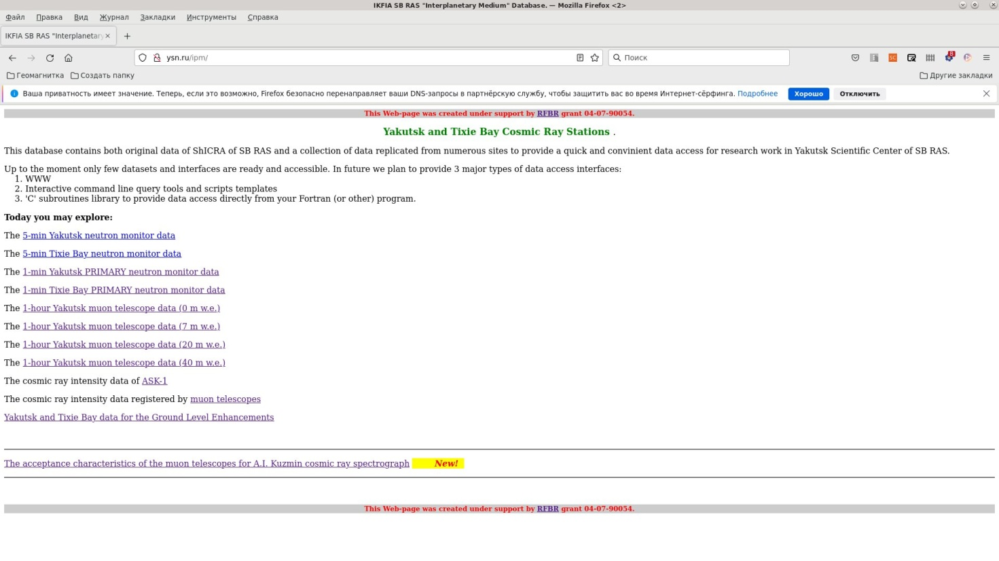 IKFIA SB RAS "Interplanetary Medium" Database. — Mozilla Firefox <2>
Файл Правка Вид Журнал Закладки Инструменты Справка
IKFIA SB RAS "Interplanetary
ysn.ru/ipm/
Поиск
Геомагнитка Создать папку
Другие закладки
Ваша приватность имеет значение. Теперь, если это возможно, Firefox безопасно перенаправляет ваши DNS-запросы в партнёрскую службу, чтобы защитить вас во время Интернет-сёрфинга. Подробнее Хорошо Отключить
This Web-page was created under support by RFBR grant 04-07-90054.
Yakutsk and Tixie Bay Cosmic Ray Stations .
This database contains both original data of ShICRA of SB RAS and a collection of data replicated from numerous sites to provide a quick and convinient data access for research work in Yakutsk Scientific Center of SB RAS.
Up to the moment only few datasets and interfaces are ready and accessible. In future we plan to provide 3 major types of data access interfaces:
1. WWW
2. Interactive command line query tools and scripts templates
3. 'C' subroutines library to provide data access directly from your Fortran (or other) program.
Today you may explore:
The 5-min Yakutsk neutron monitor data
The 5-min Tixie Bay neutron monitor data
The 1-min Yakutsk PRIMARY neutron monitor data
The 1-min Tixie Bay PRIMARY neutron monitor data
The 1-hour Yakutsk muon telescope data (0 m w.e.)
The 1-hour Yakutsk muon telescope data (7 m w.e.)
The 1-hour Yakutsk muon telescope data (20 m w.e.)
The 1-hour Yakutsk muon telescope data (40 m w.e.)
The cosmic ray intensity data of ASK-1
The cosmic ray intensity data registered by muon telescopes
Yakutsk and Tixie Bay data for the Ground Level Enhancements
The acceptance characteristics of the muon telescopes for A.I. Kuzmin cosmic ray spectrograph New!
This Web-page was created under support by RFBR grant 04-07-90054.